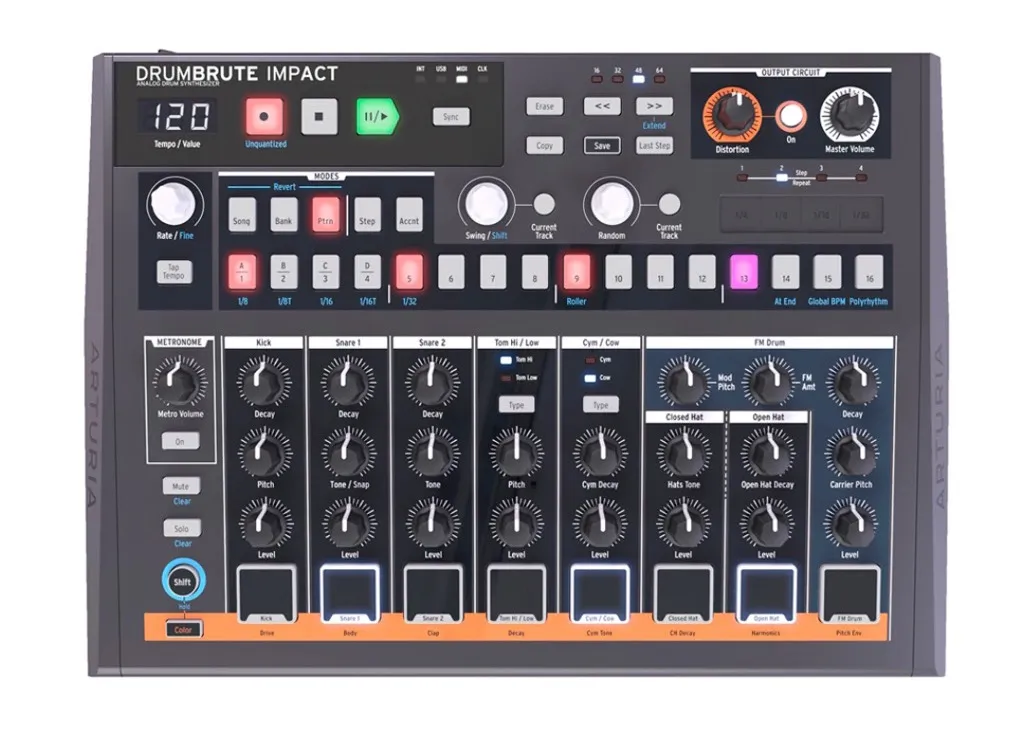 DRUMBRUTE IMPACT
ANALOG DRUM SYNTHESIZER
INT USB MIDI CLK
16 32 48 64
OUTPUT CIRCUIT
120
Tempo / Value
Unquantized
Sync
Erase << >>
Extend
Copy Save Last Step
Distortion On Master Volume
1 2 Step Repeat 3 4
1/4 1/8 1/16 1/32
MODES
Revert
Song Bank Ptrn Step Accnt
Rate / Fine
Swing / Shift Current Track Random Current Track
Tap Tempo
A 1 B 2 C 3 D 4 5 6 7 8 9 10 11 12 13 14 15 16
1/8 1/8T 1/16 1/16T 1/32 Roller At End Global BPM Polyrhythm
METRONOME Kick Snare 1 Snare 2 Tom Hi / Low Cym / Cow FM Drum
Tom Hi Cym
Tom Low Cow
Mod Pitch FM Amt
Metro Volume Decay Decay Decay Type Type Decay
Closed Hat Open Hat
On
Pitch Tone / Snap Tone Pitch Cym Decay Hats Tone Open Hat Decay Carrier Pitch
Mute
Clear
Solo
Clear
Level Level Level Level Level Level Level Level
Shift
hold
Kick Snare 1 Snare 2 Tom Hi / Low Cym / Cow Closed Hat Open Hat FM Drum
Color Drive Body Clap Decay Cym Tone CH Decay Harmonics Pitch Env
ARTURIA
ARTURIA